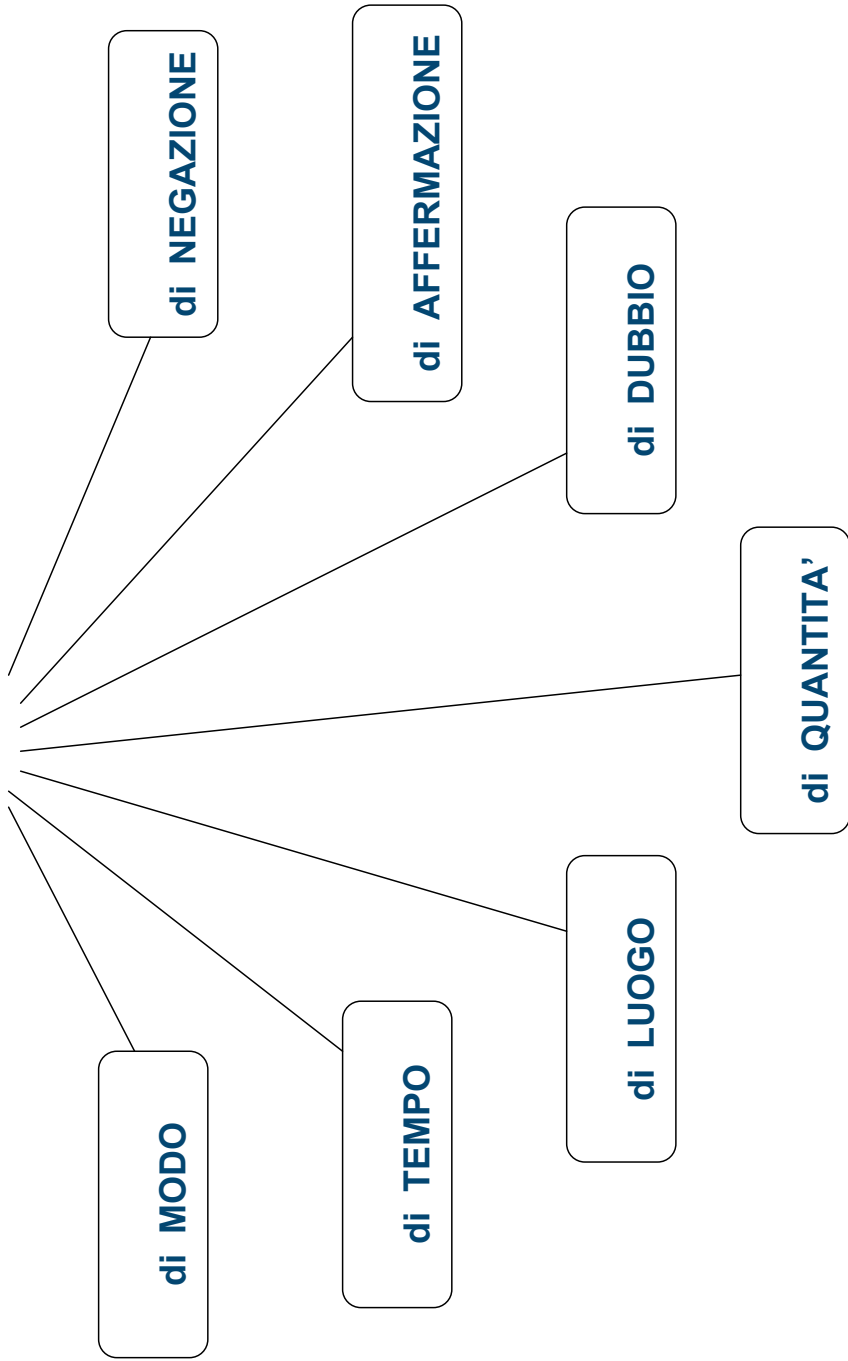 di MODO
di TEMPO
di LUOGO
di QUANTITA’
di DUBBIO
di AFFERMAZIONE
di NEGAZIONE